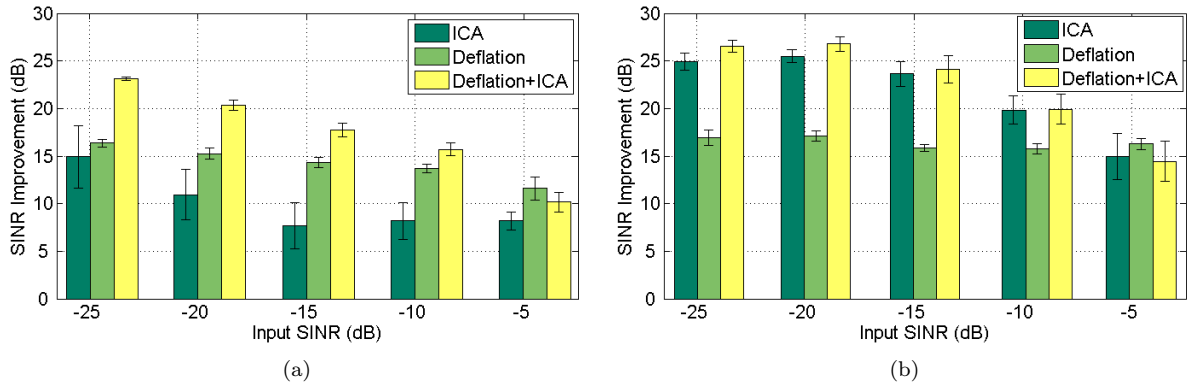 30
25
20
15
10
5
0
SINR Improvement (dB)
ICA
Deflation
Deflation+ICA
-25 -20 -15 -10 -5
Input SINR (dB)
(a)
30
25
20
15
10
5
0
SINR Improvement (dB)
ICA
Deflation
Deflation+ICA
-25 -20 -15 -10 -5
Input SINR (dB)
(b)